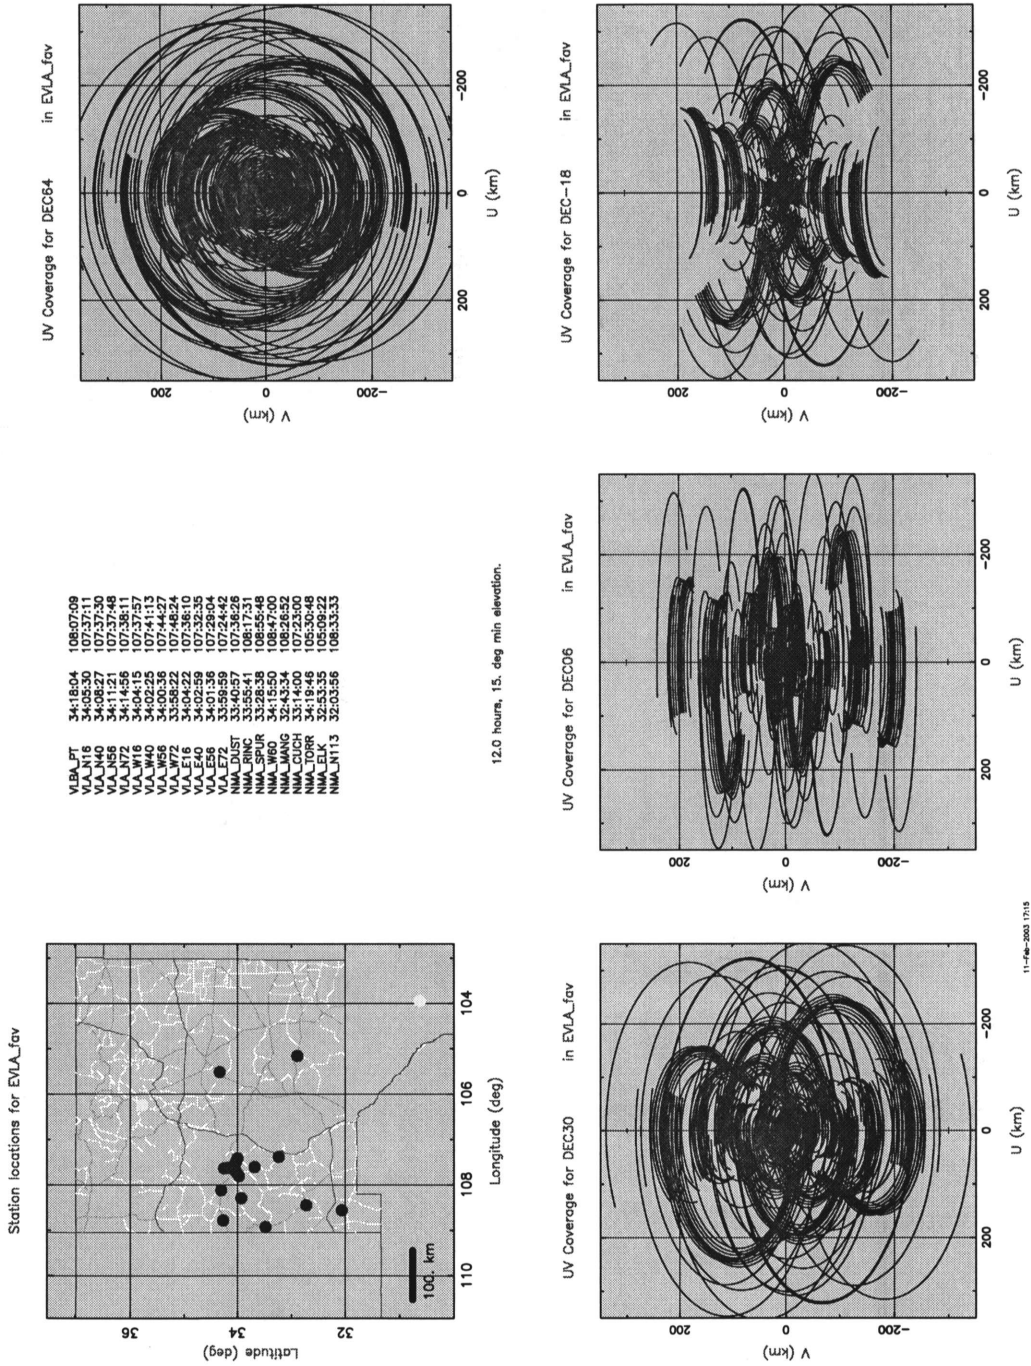 Station locations for EVLA_fav
36
34
32
Latitude (deg)
100. km
110
108
106
104
Longitude (deg)
VLBA_PT 34:18:04 108:07:09
VLA_N16 34:05:30 107:37:11
VLA_N40 34:08:27 107:37:30
VLA_N56 34:11:21 107:37:48
VLA_N72 34:14:56 107:38:11
VLA_W16 34:04:15 107:37:57
VLA_W40 34:02:25 107:41:13
VLA_W56 34:00:36 107:44:27
VLA_W72 33:58:22 107:48:24
VLA_E16 34:04:22 107:36:10
VLA_E40 34:02:59 107:32:35
VLA_E56 34:01:36 107:29:04
VLA_E72 33:59:59 107:24:42
NMA_DUST 33:40:57 107:36:26
NMA_RINC 33:55:41 108:17:31
NMA_SPUR 33:28:38 108:55:48
NMA_W60 34:15:50 108:47:00
NMA_MANG 32:43:34 108:26:52
NMA_CUCH 33:14:00 107:23:00
NMA_TORR 34:19:46 105:30:48
NMA_ELK 32:53:35 105:09:22
NMA_N113 32:03:56 108:33:33
12.0 hours, 15. deg min elevation.
UV Coverage for DEC64 in EVLA_fav
200
0
-200
V (km)
200
0
-200
U (km)
UV Coverage for DEC30 in EVLA_fav
200
0
-200
V (km)
200
0
-200
U (km)
UV Coverage for DEC06 in EVLA_fav
200
0
-200
V (km)
200
0
-200
U (km)
UV Coverage for DEC-18 in EVLA_fav
200
0
-200
V (km)
200
0
-200
U (km)
11-Feb-2003 17:15